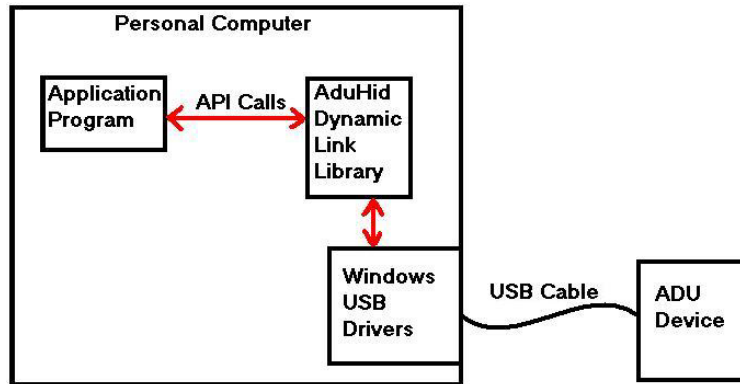 Personal Computer
Application
Program
API Calls
AduHid
Dynamic
Link
Library
Windows
USB
Drivers
USB Cable
ADU
Device